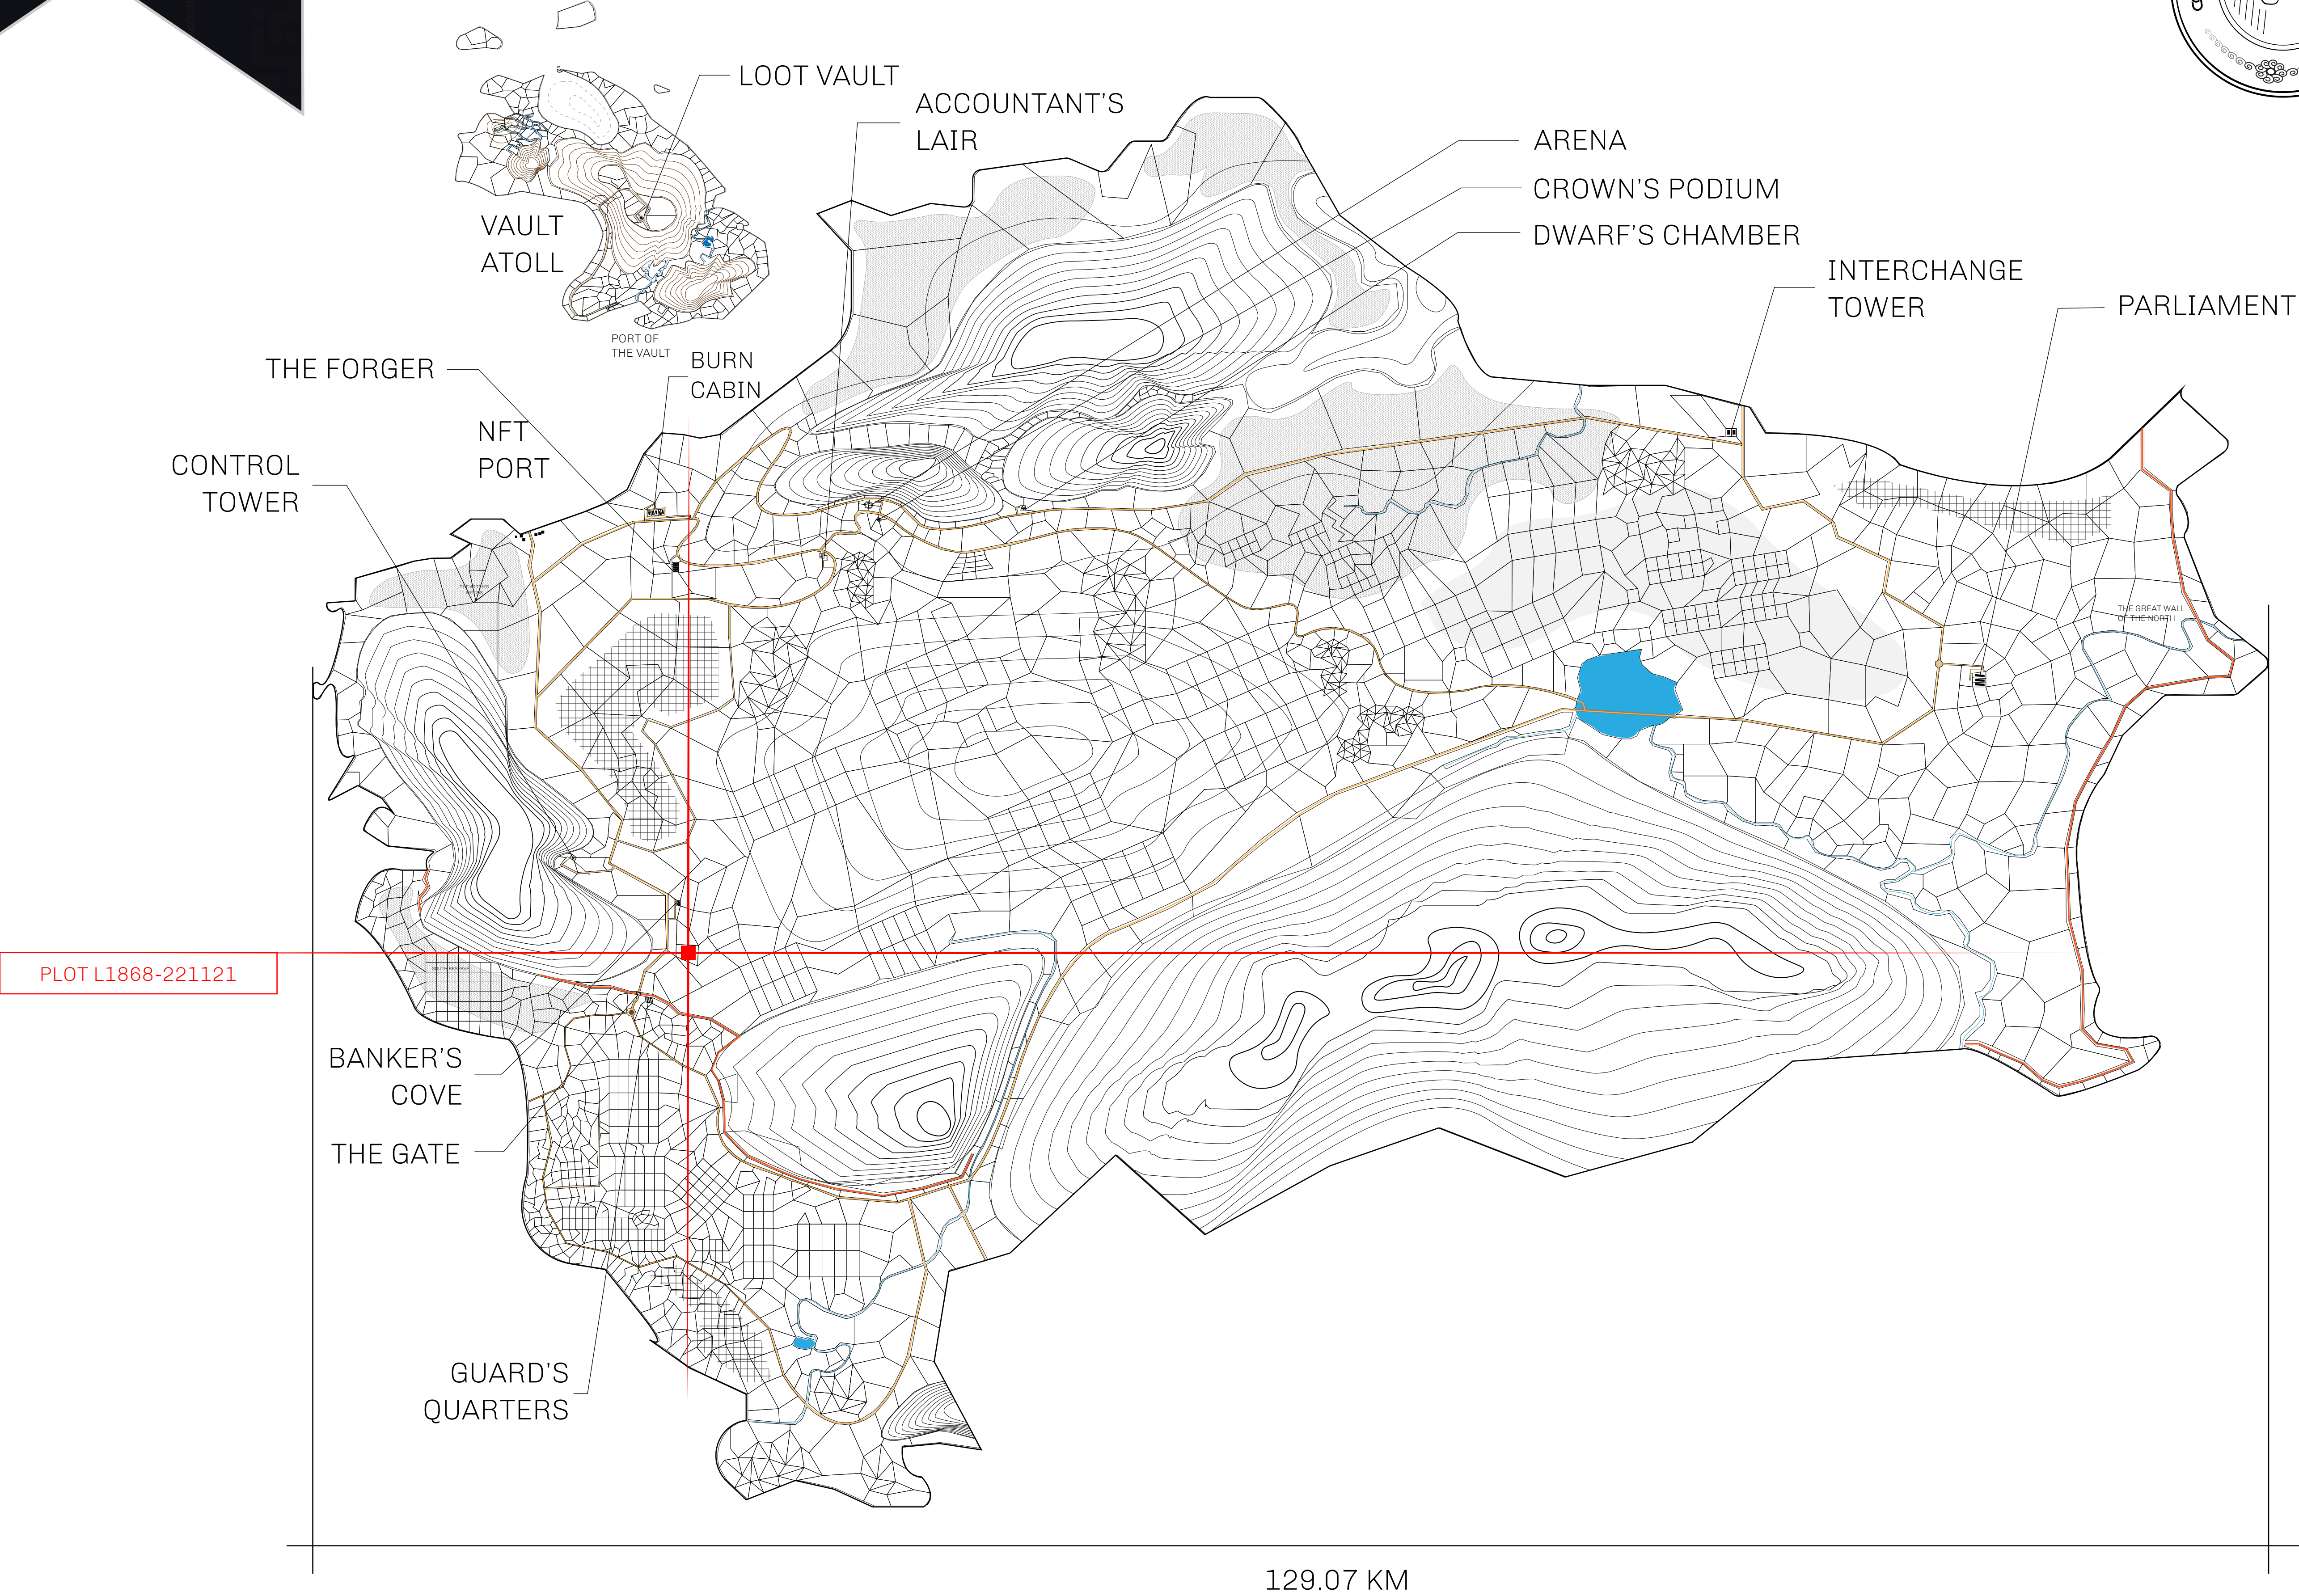 LOOT VAULT
ACCOUNTANT'S
LAIR
ARENA
CROWN'S PODIUM
DWARF'S CHAMBER
VAULT
ATOLL
INTERCHANGE
TOWER
PARLIAMENT
PORT OF
THE VAULT
BURN
CABIN
THE FORGER
NFT
PORT
CONTROL
TOWER
THE GREAT WALL
OF THE NORTH
SOUTH RESERVE
PLOT L1868-221121
BANKER'S
COVE
THE GATE
GUARD'S
QUARTERS
129.07 KM